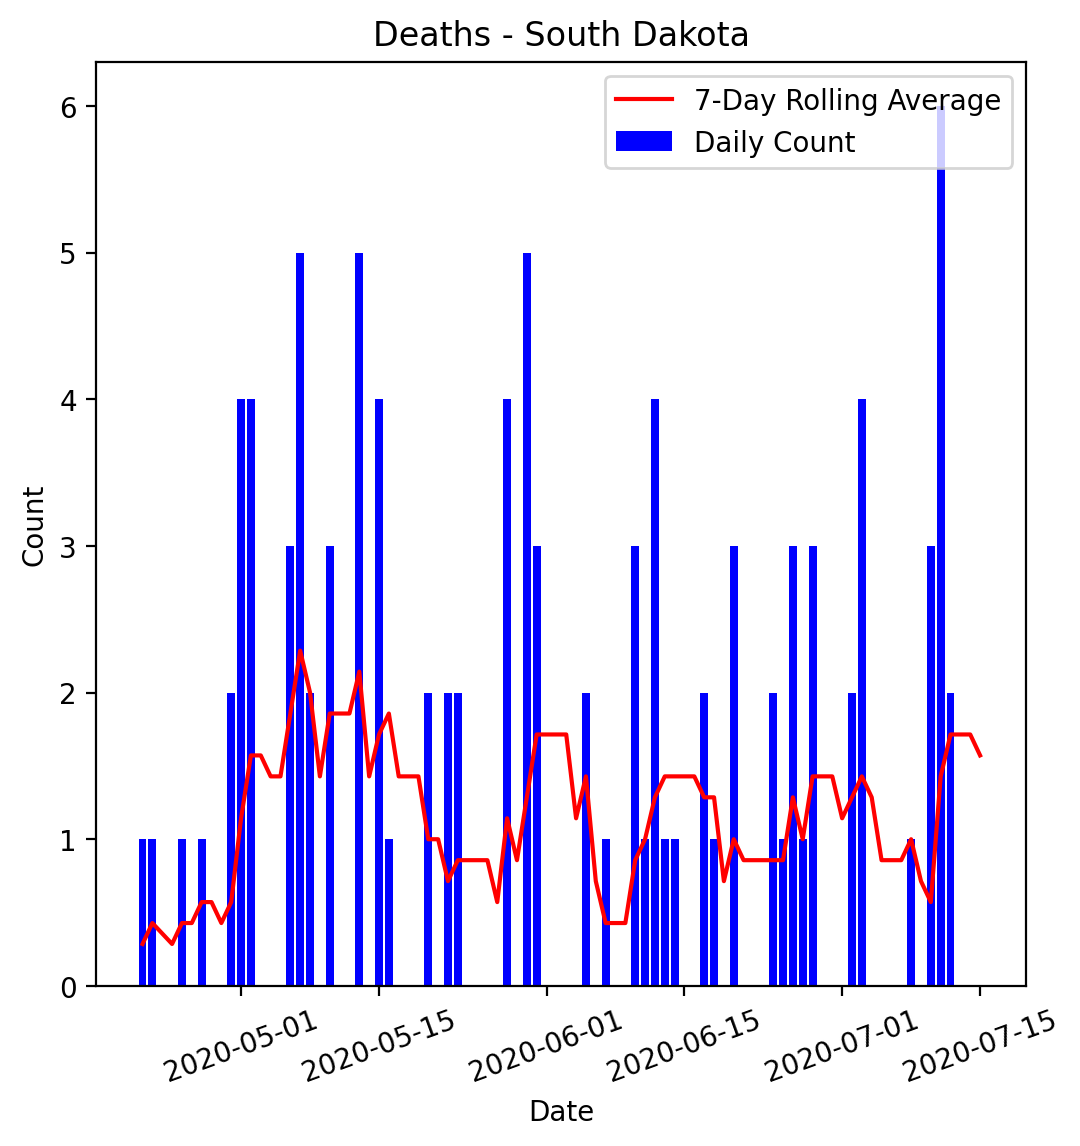 Deaths - South Dakota
7-Day Rolling Average
Daily Count
6
5
4
3
2
1
0
Count
2020-05-01
2020-05-15
2020-06-01
2020-06-15
2020-07-01
2020-07-15
Date